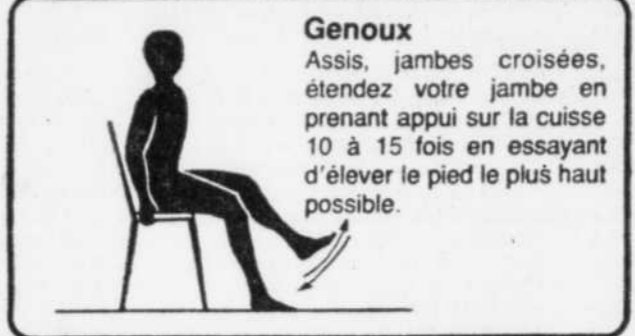 Genoux
Assis, jambes croisées,
étendez votre jambe en
prenant appui sur la cuisse
10 à 15 fois en essayant
d'élever le pied le plus haut
possible.